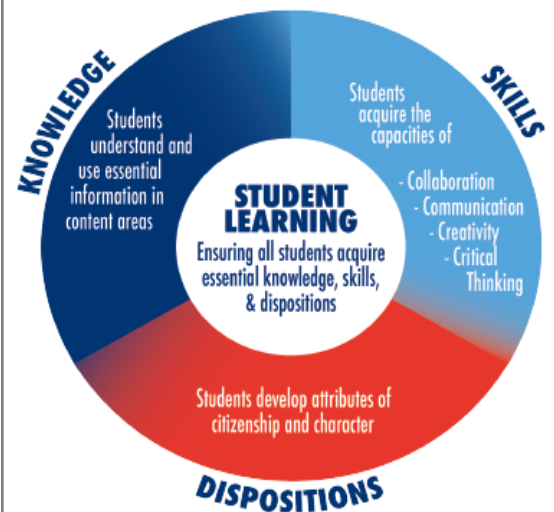 KNOWLEDGE
Students
understand and
use essential
information in
content areas
SKILLS
Students
acquire the
capacities of
- Collaboration
- Communication
- Creativity
- Critical
Thinking
STUDENT
LEARNING
Ensuring all students acquire
essential knowledge, skills,
& dispositions
Students develop attributes of
citizenship and character
DISPOSITIONS